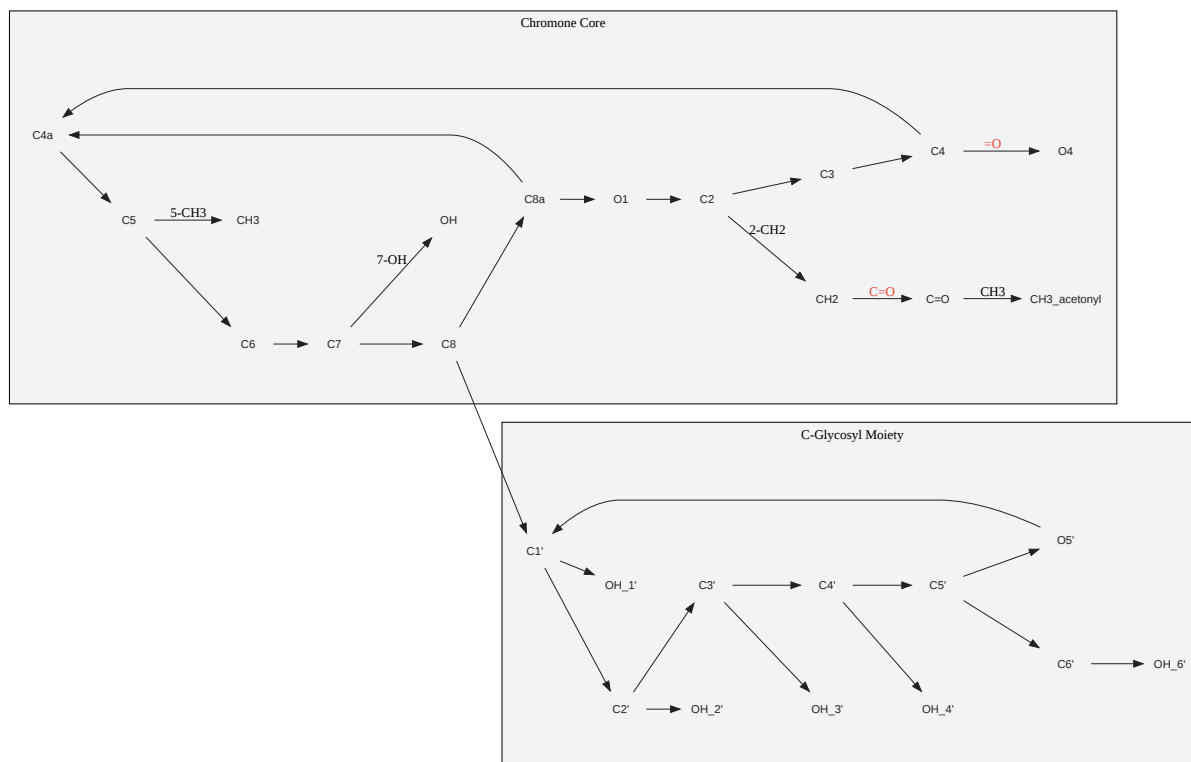 Chromone Core
C4a
C4
=O
O4
C3
C8a
O1
C2
C5
5-CH3
CH3
OH
2-CH2
7-OH
CH2
C=O
C=O
CH3
CH3_acetonyl
C6
C7
C8
C-Glycosyl Moiety
O5'
C1'
OH_1'
C3'
C4'
C5'
C6'
OH_6'
C2'
OH_2'
OH_3'
OH_4'